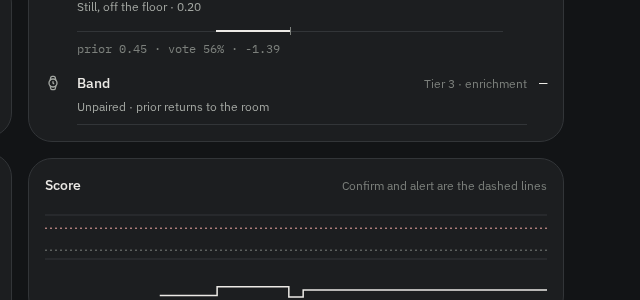 Still, off the floor · 0.20
prior 0.45 · vote 56% · -1.39
Band Tier 3 · enrichment —
Unpaired · prior returns to the room
Score Confirm and alert are the dashed lines